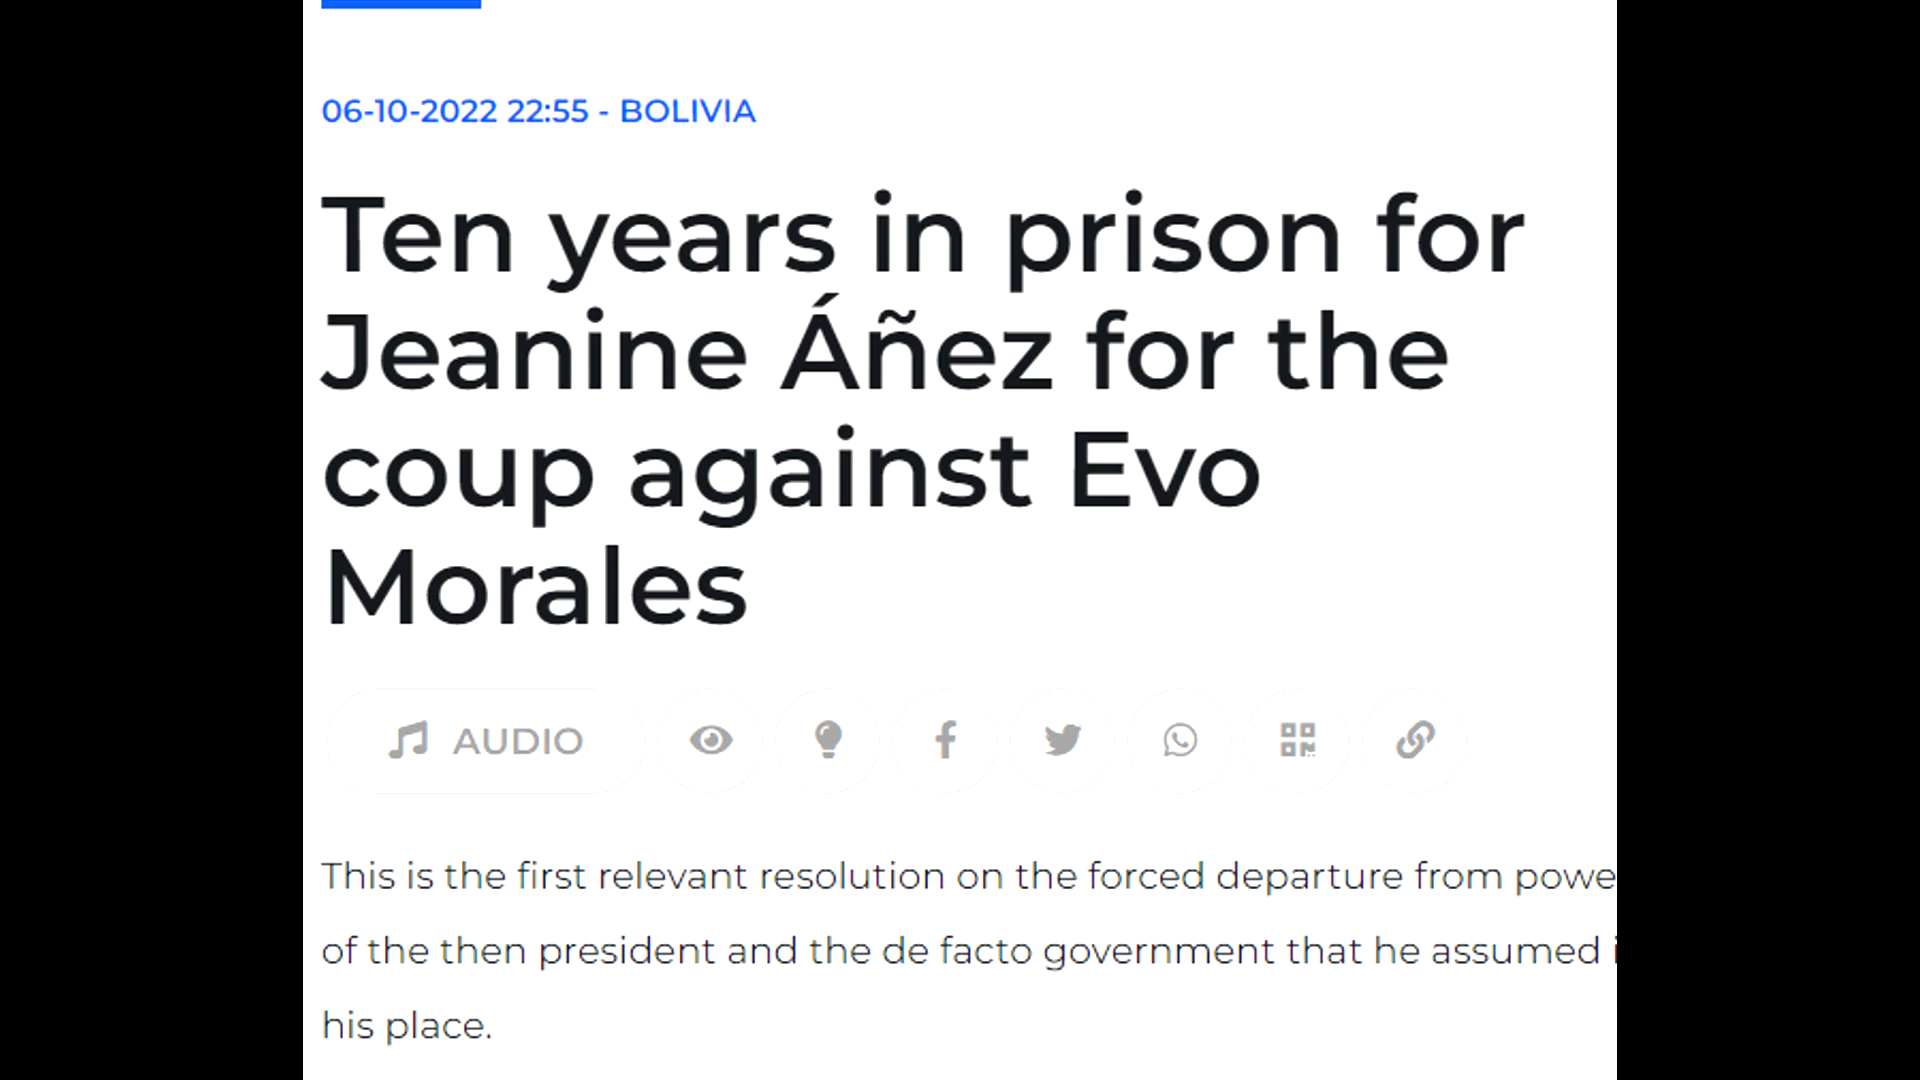 06-10-2022 22:55 - BOLIVIA
Ten years in prison for
Jeanine Áñez for the
coup against Evo
Morales
AUDIO
This is the first relevant resolution on the forced departure from powe
of the then president and the de facto government that he assumed i
his place.